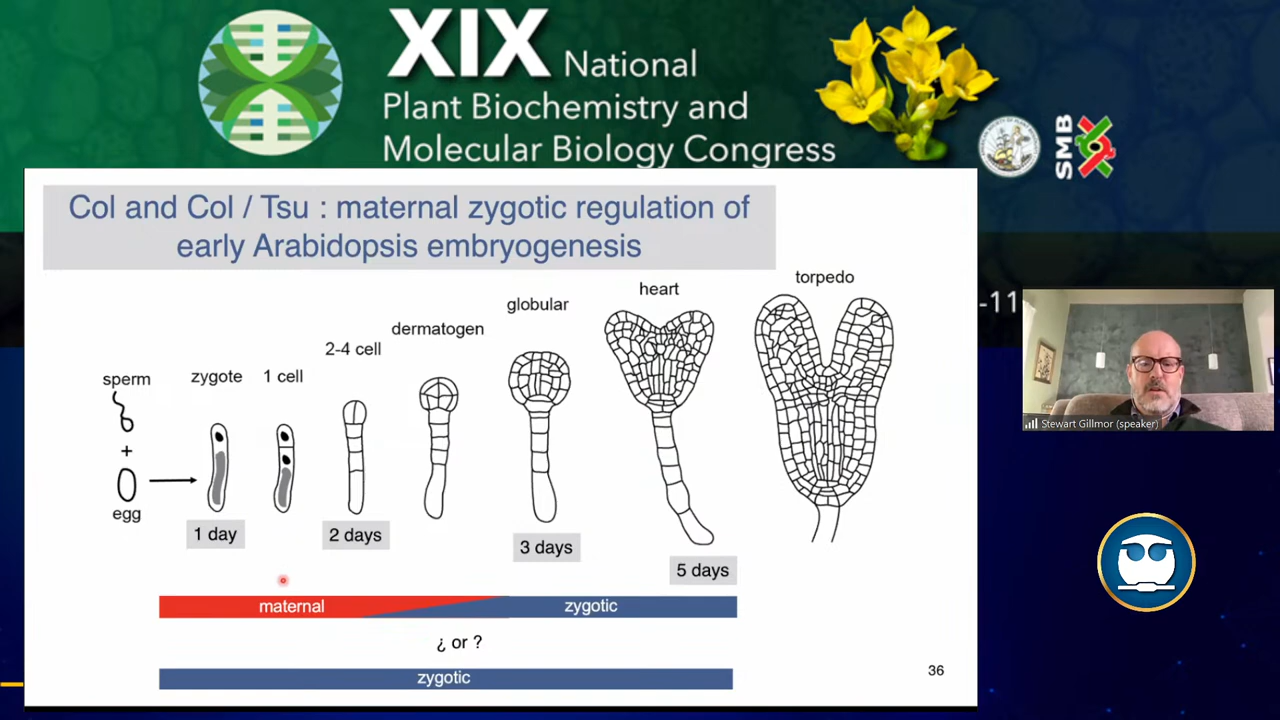 XIX National
Plant Biochemistry and
Molecular Biology Congress
SMB
-11
Col and Col / Tsu : maternal zygotic regulation of
early Arabidopsis embryogenesis
torpedo
heart
globular
dermatogen
2-4 cell
sperm
zygote
1 cell
+
egg
1 day
2 days
3 days
5 days
maternal
zygotic
¿ or ?
zygotic
36
Stewart Gillmor (speaker)